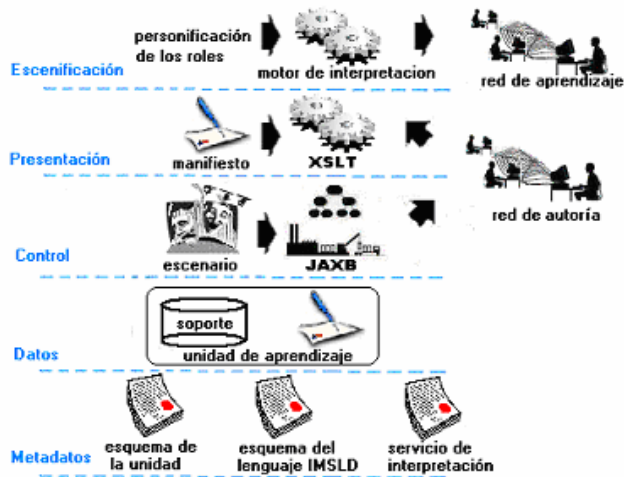 personificación
de los roles
motor de interpretacion
red de aprendizaje
Escenificación
manifiesto
XSLT
Presentación
red de autoría
escenario
JAXB
Control
soporte
unidad de aprendizaje
Datos
esquema de
la unidad
esquema del
lenguaje IMSLD
servicio de
interpretación
Metadatos